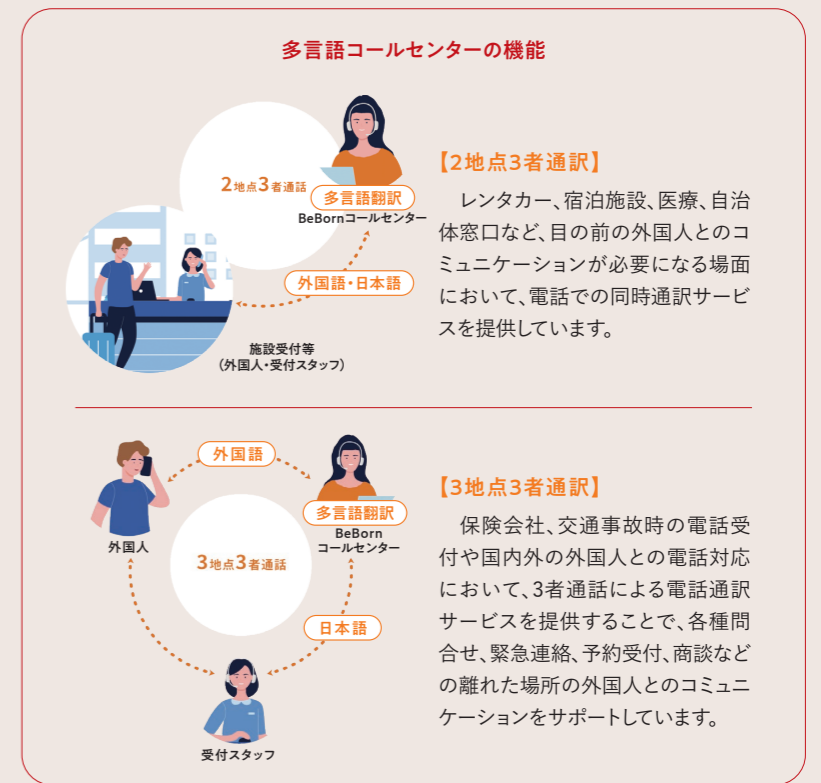 多言語コールセンターの機能
2地点3者通話
多言語翻訳
BeBornコールセンター
外国語・日本語
施設受付等
（外国人・受付スタッフ）
【2地点3者通訳】
レンタカー、宿泊施設、医療、自治
体窓口など、目の前の外国人とのコ
ミュニケーションが必要になる場面
において、電話での同時通訳サービ
スを提供しています。
外国語
外国人
多言語翻訳
BeBorn
コールセンター
3地点3者通話
日本語
受付スタッフ
【3地点3者通訳】
保険会社、交通事故時の電話受
付や国内外の外国人との電話対応
において、3者通話による電話通訳
サービスを提供することで、各種問
合せ、緊急連絡、予約受付、商談など
の離れた場所の外国人とのコミュニ
ケーションをサポートしています。